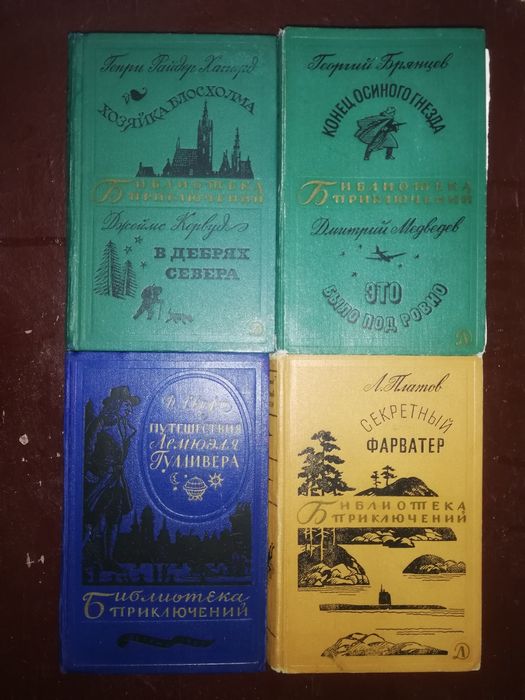 Генри Райдер Хаггард
ХОЗЯЙКА БЛОСХОЛМА
БИБЛИОТЕКА
ПРИКЛЮЧЕНИЙ
Джеймс Кервуд
В ДЕБРЯХ
СЕВЕРА
Д
Георгий Брянцев
КОНЕЦ ОСИНОГО ГНЕЗДА
БИБЛИОТЕКА
ПРИКЛЮЧЕНИЙ
Дмитрий Медведев
ЭТО
БЫЛО ПОД РОВНО
Д
ПУТЕШЕСТВИЯ
Лемюэля
Гулливера
Библиотека
ПРИКЛЮЧЕНИЙ
Л. Платов
СЕКРЕТНЫЙ
ФАРВАТЕР
БИБЛИОТЕКА
ПРИКЛЮЧЕНИЙ
Д